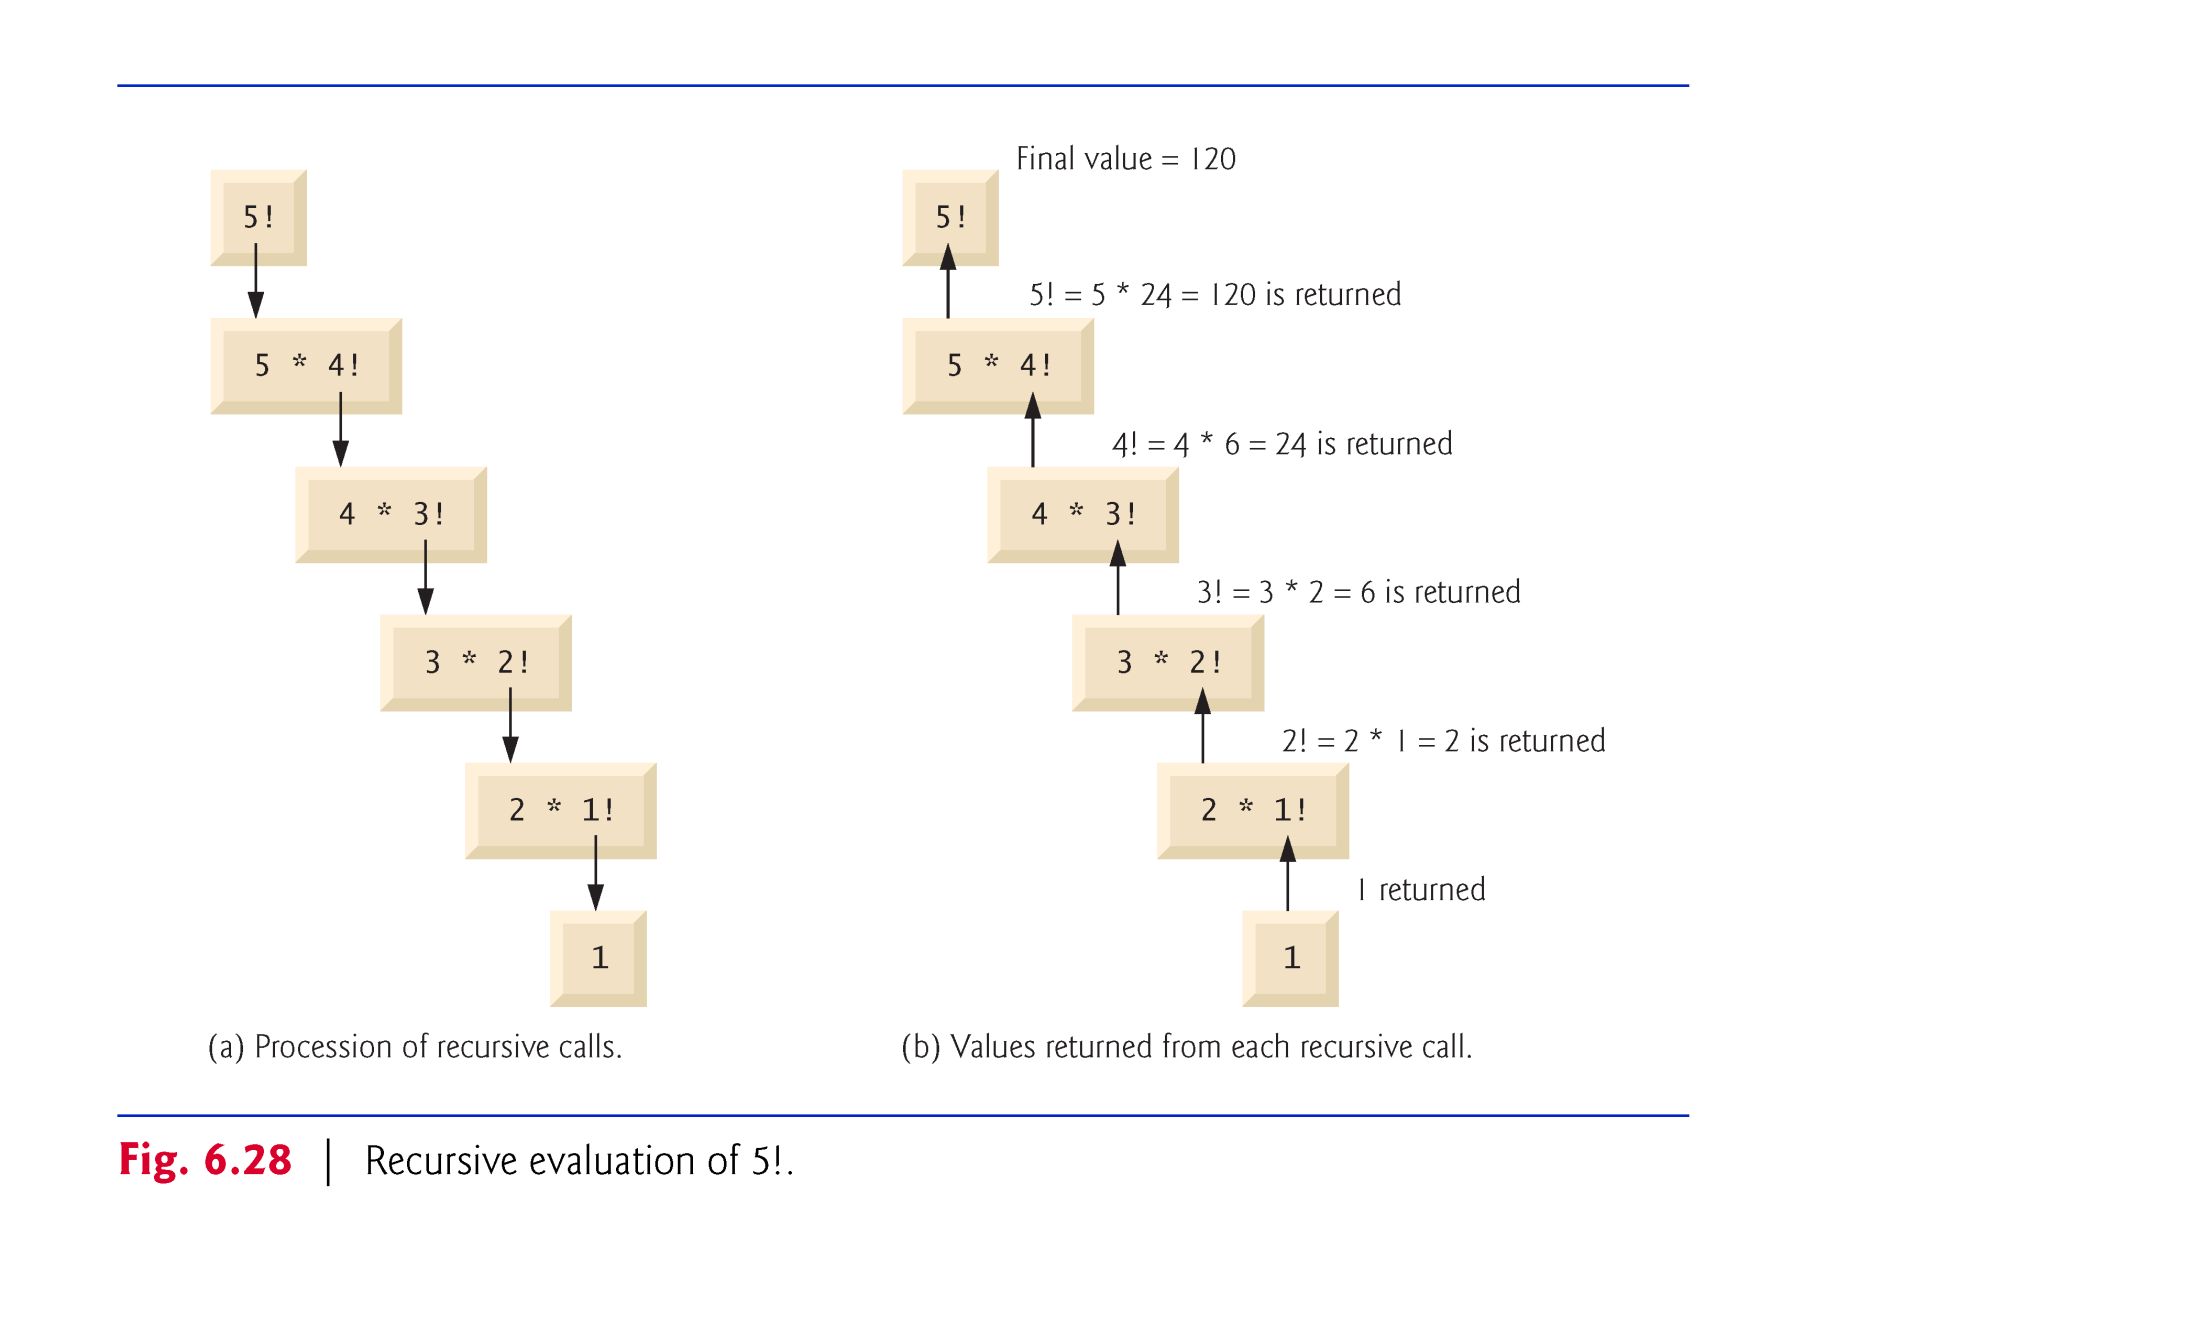 5!
5 * 4!
4 * 3!
3 * 2!
2 * 1!
1
(a) Procession of recursive calls.
Final value = 120
5!
5! = 5 * 24 = 120 is returned
5 * 4!
4! = 4 * 6 = 24 is returned
4 * 3!
3! = 3 * 2 = 6 is returned
3 * 2!
2! = 2 * 1 = 2 is returned
2 * 1!
1 returned
1
(b) Values returned from each recursive call.
Fig. 6.28 | Recursive evaluation of 5!.